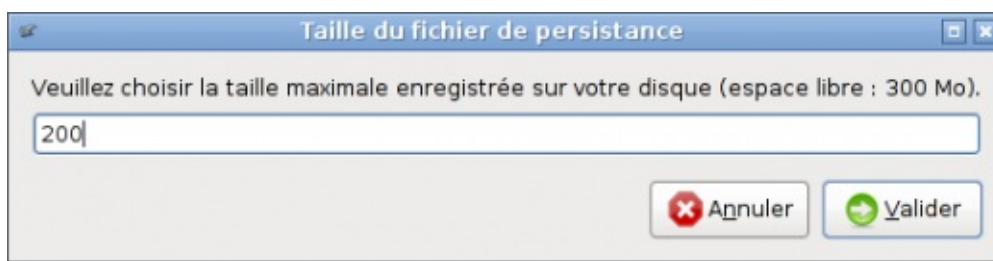 Taille du fichier de persistance
Veuillez choisir la taille maximale enregistrée sur votre disque (espace libre : 300 Mo).
200
Annuler Valider